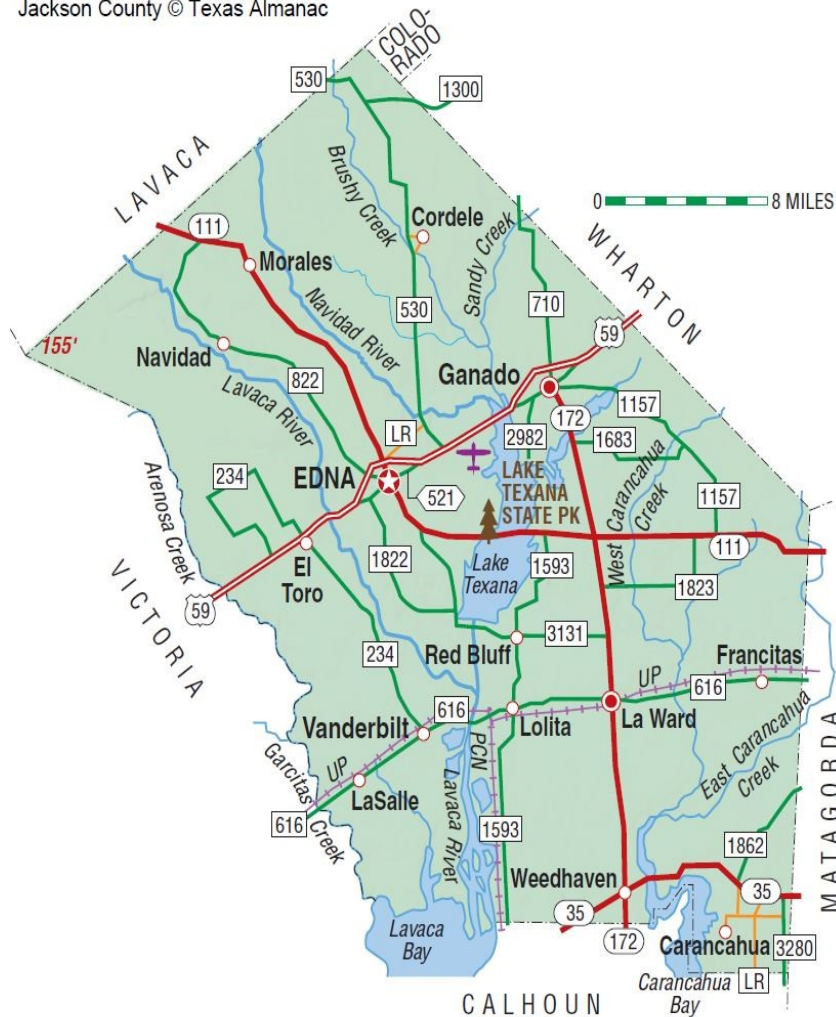 Jackson County © Texas Almanac
COLO-
RADO
530
1300
LAVACA
Brushy Creek
Cordele
Sandy Creek
0
8 MILES
111
Morales
WHARTON
Navidad River
530
710
59
155'
Navidad
Ganado
822
Lavaca River
172
1157
LR
2982
1683
234
EDNA
LAKE
TEXANA
STATE PK
West Carancahua
Creek
1157
521
Arenosa Creek
111
El
Toro
1822
Lake
Texana
1593
1823
59
VICTORIA
Red Bluff
3131
234
Francitas
UP
616
616
Vanderbilt
Lolita
La Ward
PCN
East Carancahua
Creek
Garcitas Creek
UP
LaSalle
Lavaca River
616
1593
1862
MATAGORDA
Weedhaven
35
35
Lavaca
Bay
172
Carancahua
3280
Carancahua
Bay
LR
CALHOUN